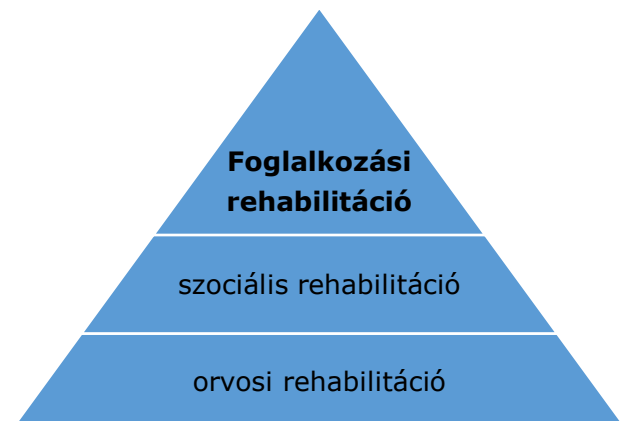 Foglalkozási
rehabilitáció
szociális rehabilitáció
orvosi rehabilitáció